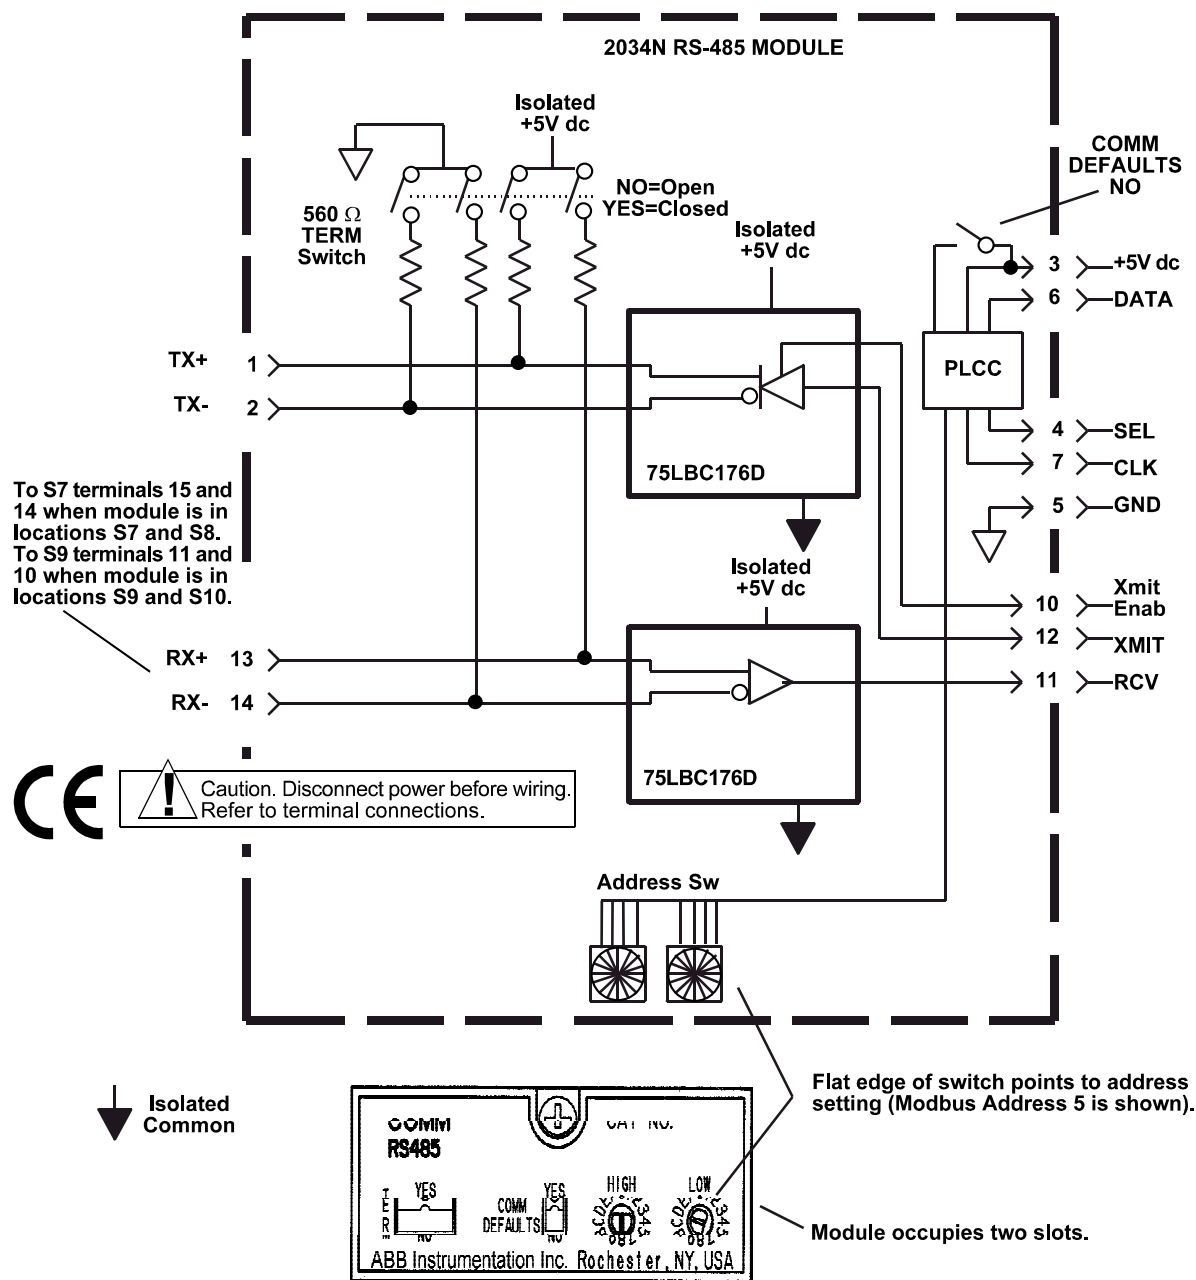 2034N RS-485 MODULE
Isolated
+5V dc
COMM
DEFAULTS
NO
NO=Open
YES=Closed
560 Ω
TERM
Switch
Isolated
+5V dc
3 +5V dc
6 DATA
TX+ 1
TX- 2
PLCC
4 SEL
7 CLK
5 GND
75LBC176D
To S7 terminals 15 and
14 when module is in
locations S7 and S8.
To S9 terminals 11 and
10 when module is in
locations S9 and S10.
Isolated
+5V dc
10 Xmit
Enab
12 XMIT
11 RCV
RX+ 13
RX- 14
75LBC176D
CE
! Caution. Disconnect power before wiring.
Refer to terminal connections.
Address Sw
Flat edge of switch points to address
setting (Modbus Address 5 is shown).
Isolated
Common
COMM
RS485
CAT NO.
TERM
YES
NO
COMM
DEFAULTS
YES
NO
HIGH
LOW
ABB Instrumentation Inc. Rochester, NY, USA
Module occupies two slots.